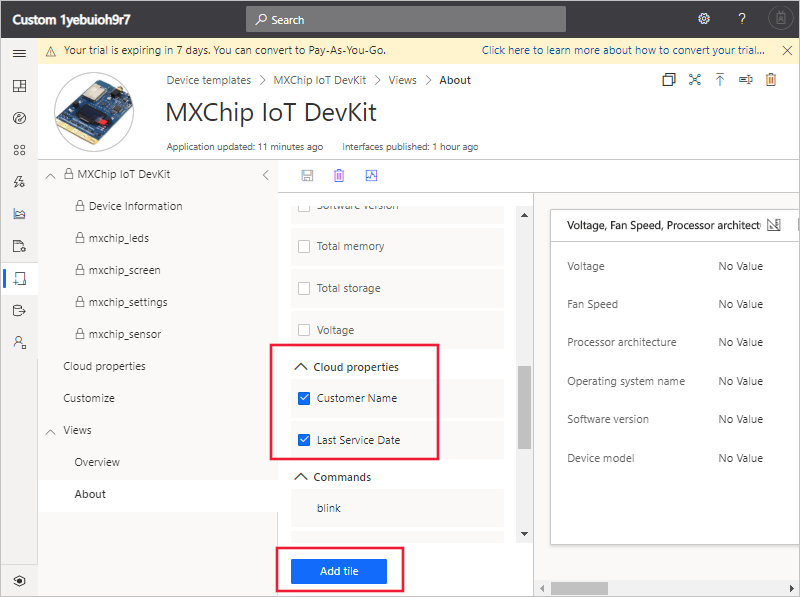 Custom 1yebuioh9r7
Search
?
Your trial is expiring in 7 days. You can convert to Pay-As-You-Go.
Click here to learn more about how to convert your trial...
Device templates > MXChip IoT DevKit > Views > About
MXChip IoT DevKit
Application updated: 11 minutes ago
Interfaces published: 1 hour ago
MXChip IoT DevKit
Device Information
mxchip_leds
mxchip_screen
mxchip_settings
mxchip_sensor
Cloud properties
Customize
Views
Overview
About
Software version
Total memory
Total storage
Voltage
Cloud properties
Customer Name
Last Service Date
Commands
blink
Add tile
Voltage, Fan Speed, Processor architect
Voltage No Value
Fan Speed No Value
Processor architecture No Value
Operating system name No Value
Software version No Value
Device model No Value